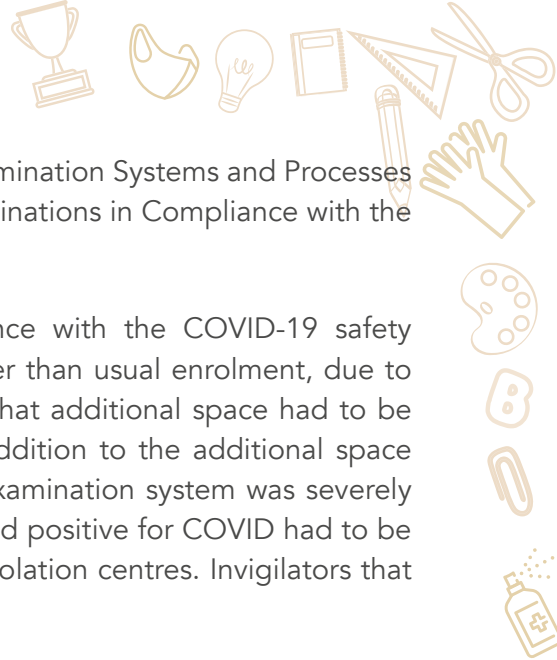 mination Systems and Processes
inations in Compliance with the
nce with the COVID-19 safety
er than usual enrolment, due to
hat additional space had to be
ddition to the additional space
xamination system was severely
d positive for COVID had to be
olation centres. Invigilators that
B